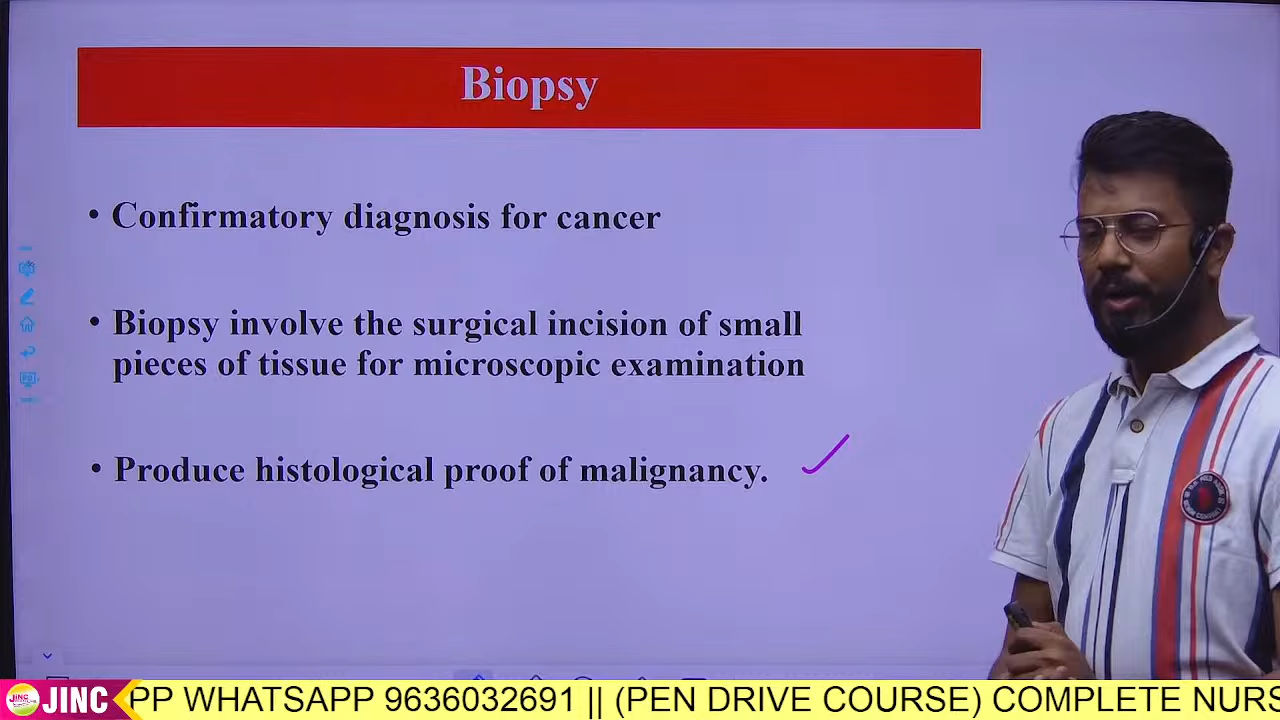 Biopsy
• Confirmatory diagnosis for cancer
• Biopsy involve the surgical incision of small
pieces of tissue for microscopic examination
• Produce histological proof of malignancy.
JINC PP WHATSAPP 9636032691 || (PEN DRIVE COURSE) COMPLETE NURS